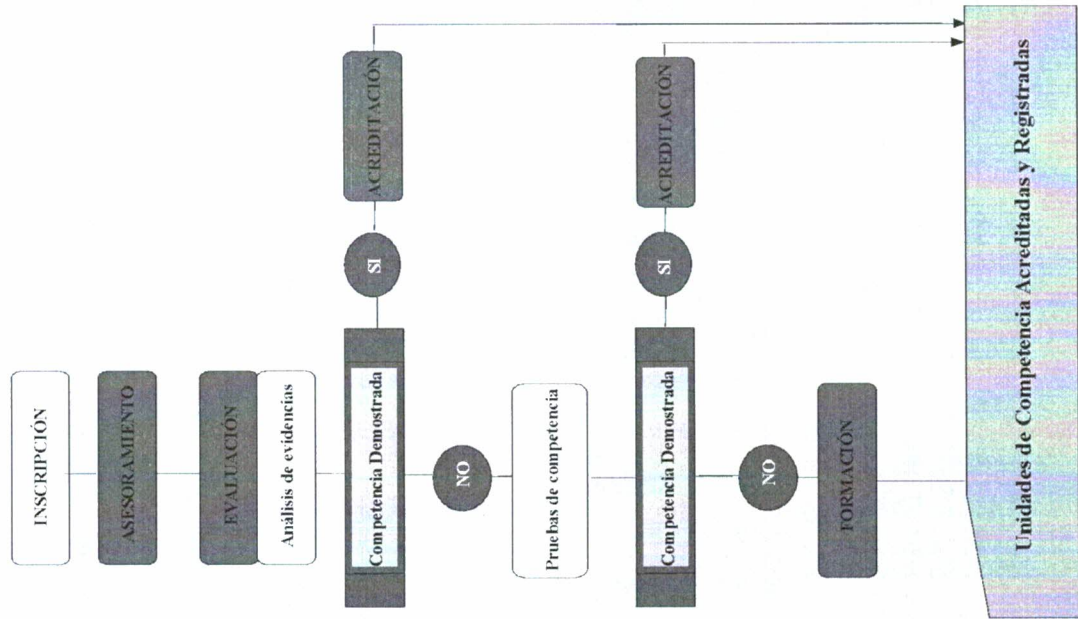 INSCRIPCIÓN
ASESORAMIENTO
EVALUACIÓN
Análisis de evidencias
Competencia Demostrada
SI
ACREDITACIÓN
NO
Pruebas de competencia
Competencia Demostrada
SI
ACREDITACIÓN
NO
FORMACIÓN
Unidades de Competencia Acreditadas y Registradas